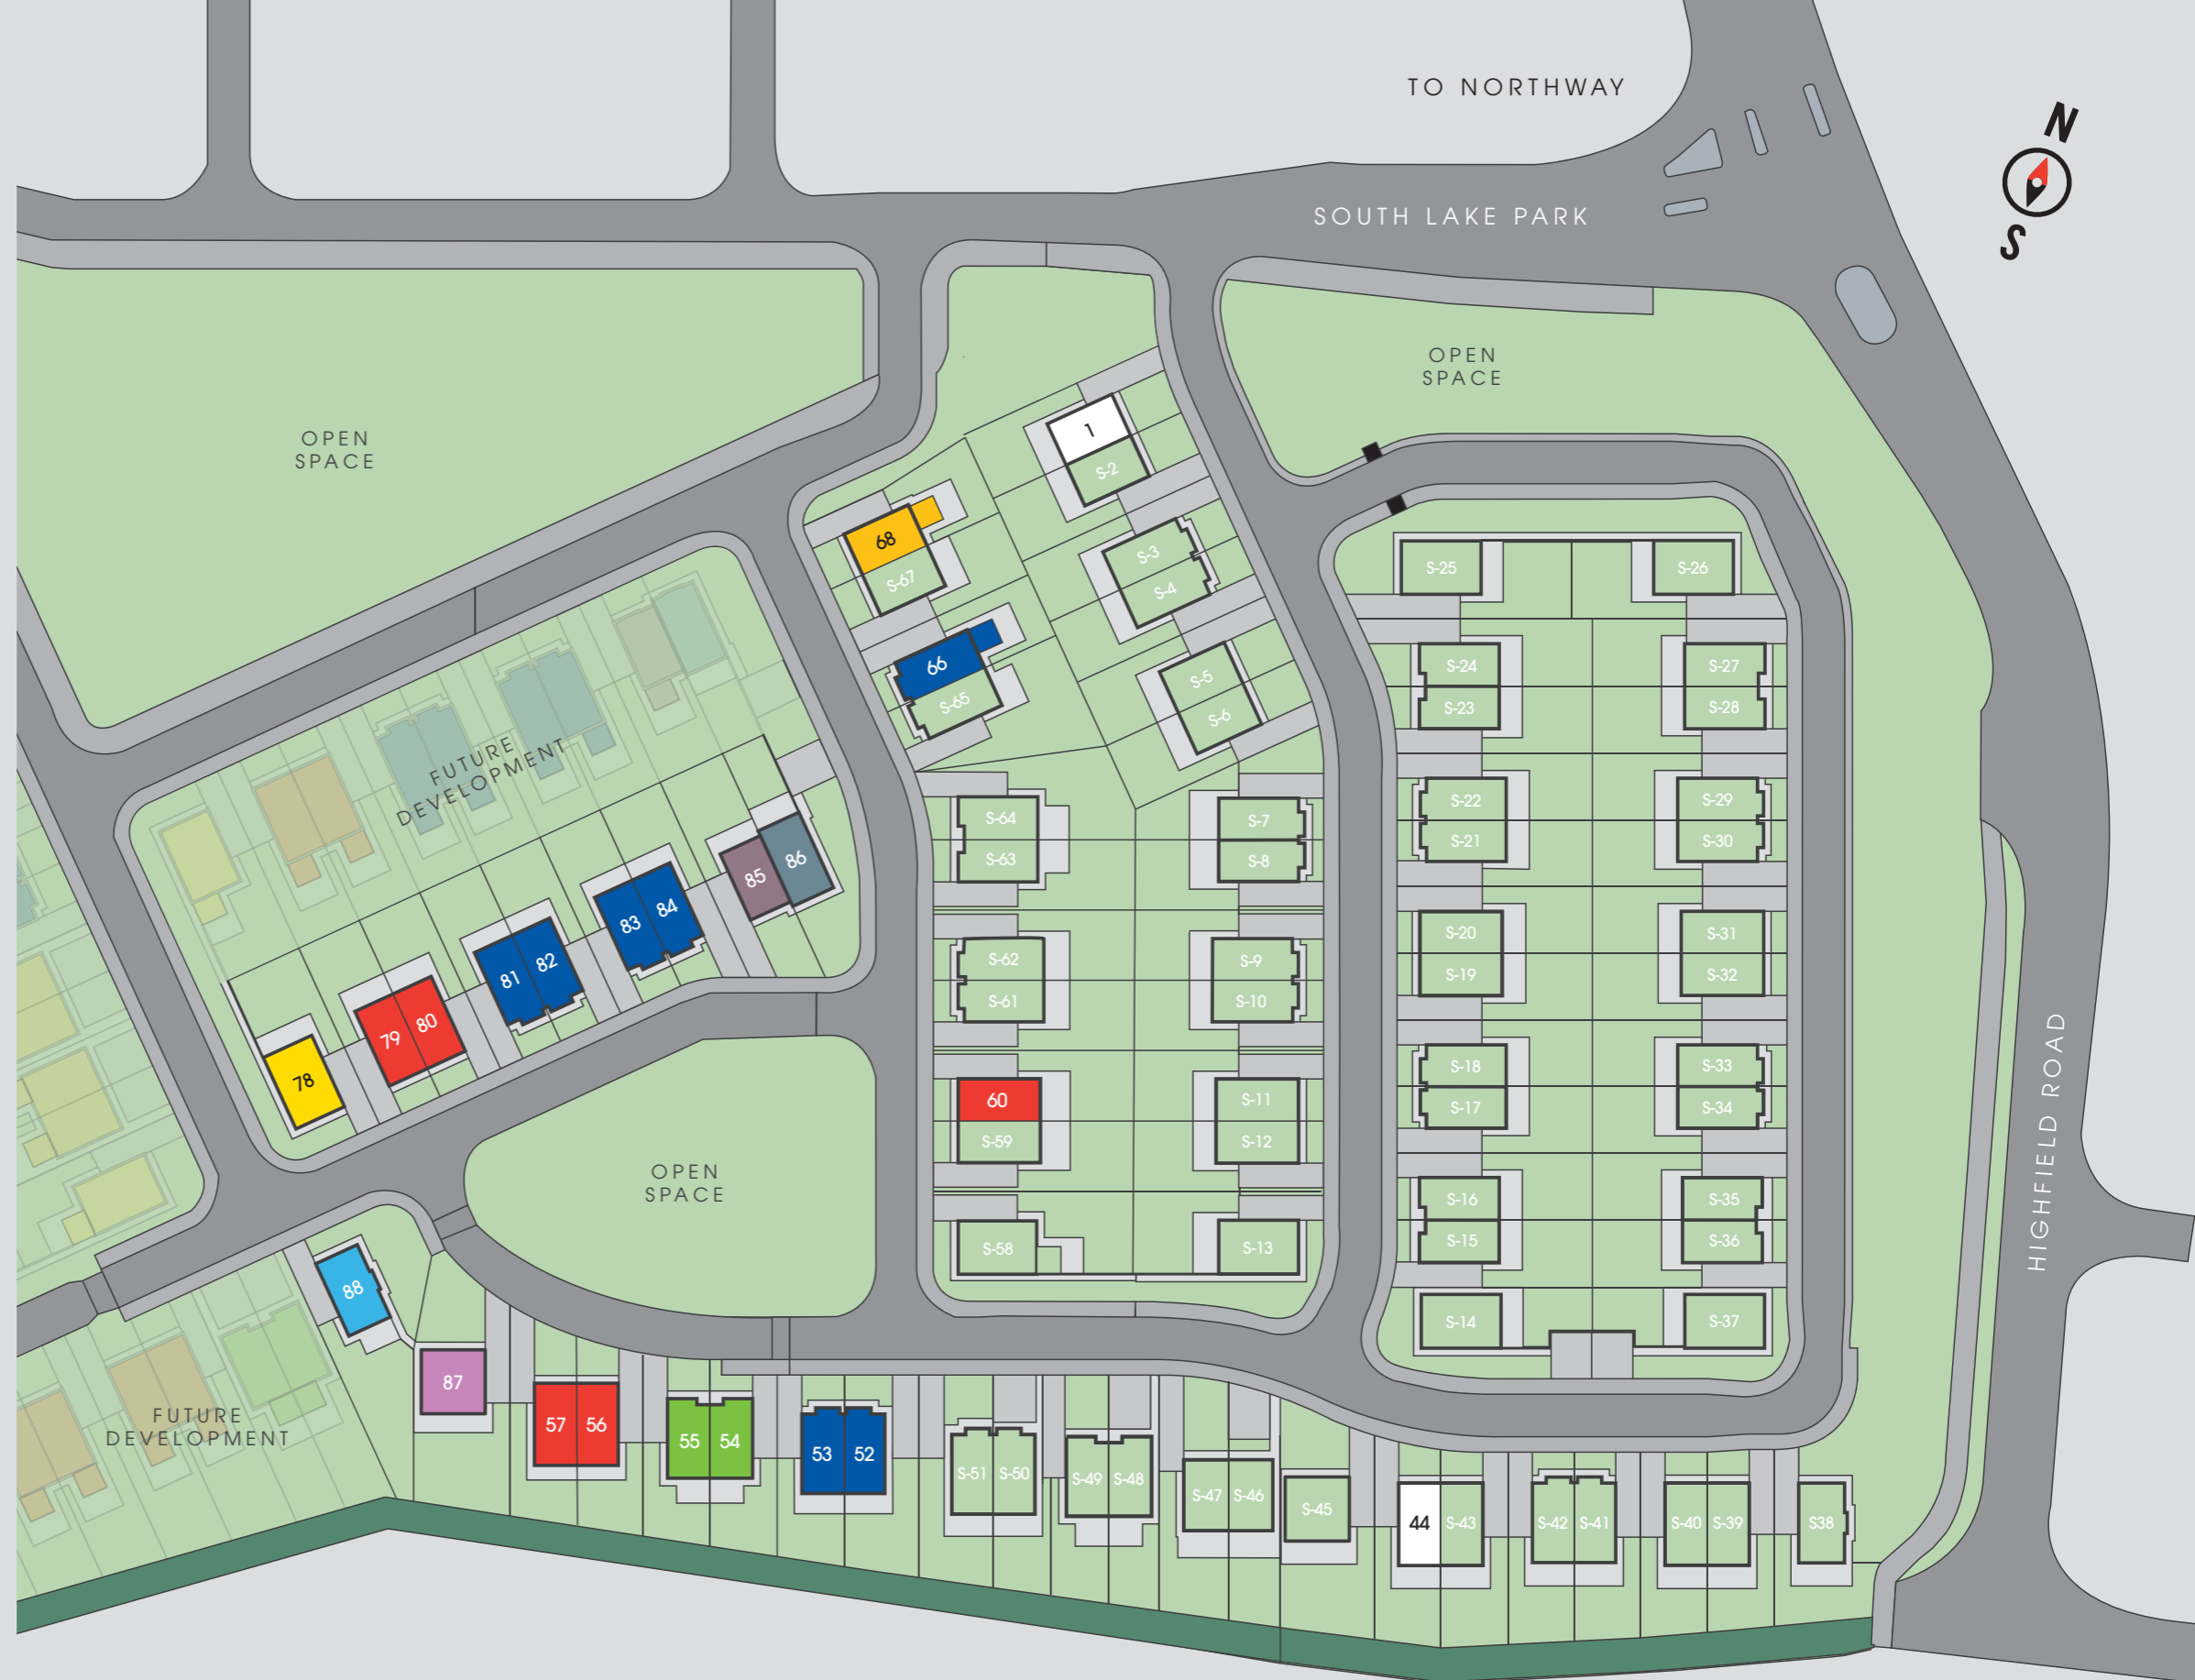 TO NORTHWAY
N
S
SOUTH LAKE PARK
OPEN
SPACE
OPEN
SPACE
1
S-2
68
S-67
S-3
S-4
S-25
S-26
66
S-65
S-5
S-6
S-24
S-23
S-27
S-28
FUTURE
DEVELOPMENT
S-64
S-63
S-7
S-8
S-22
S-21
S-29
S-30
85
86
83
84
81
82
79
80
78
S-62
S-61
S-9
S-10
S-20
S-19
S-31
S-32
60
S-59
S-11
S-12
S-18
S-17
S-33
S-34
HIGHFIELD ROAD
OPEN
SPACE
S-58
S-13
S-16
S-15
S-35
S-36
S-14
S-37
88
87
FUTURE
DEVELOPMENT
57
56
55
54
53
52
S-51
S-50
S-49
S-48
S-47
S-46
S-45
44
S-43
S-42
S-41
S-40
S-39
S38